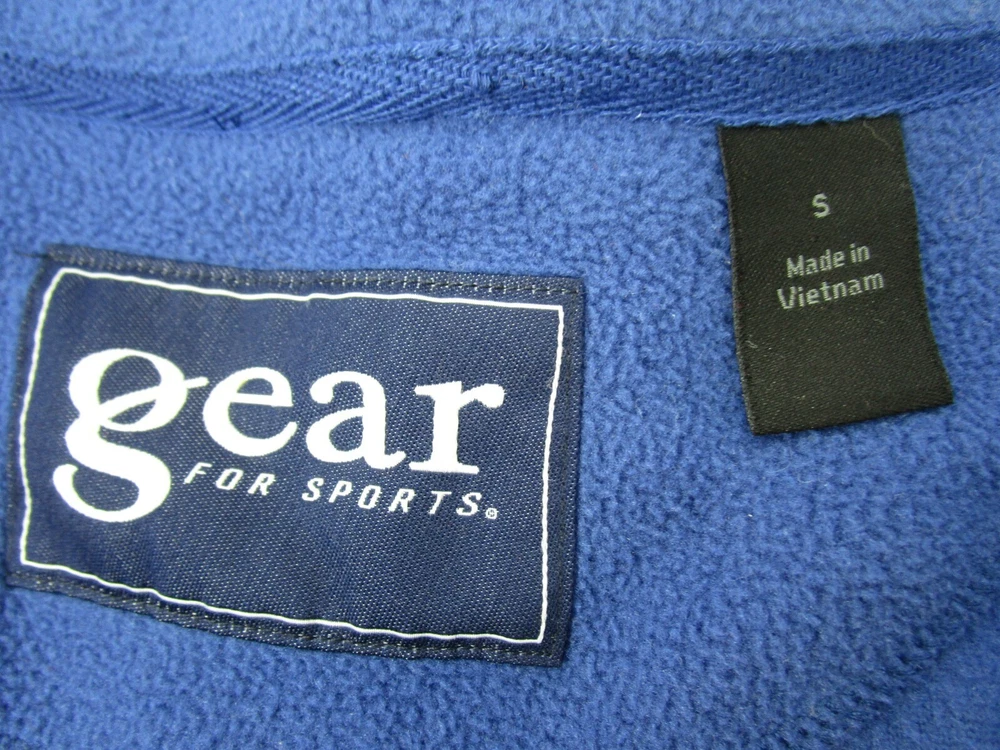 gear
FOR SPORTS®
S
Made in
Vietnam